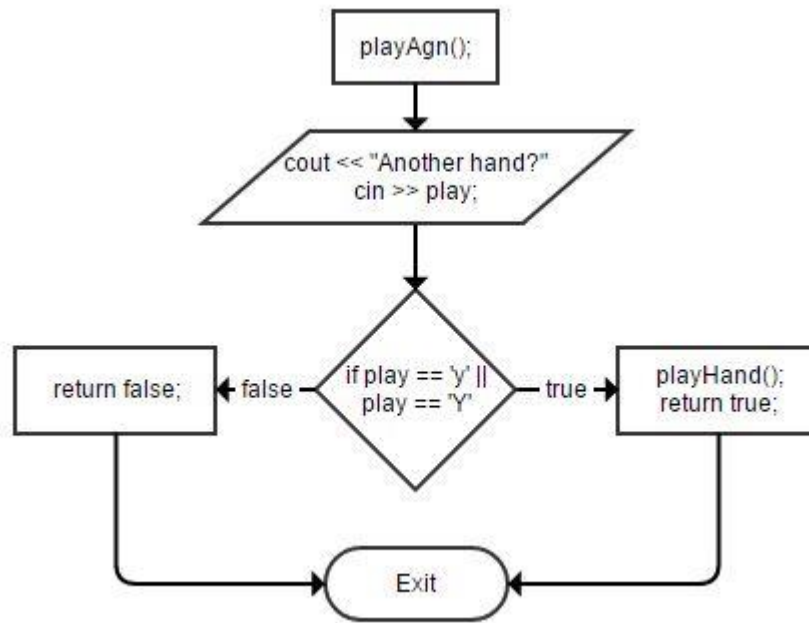 playAgn();
cout << "Another hand?"
cin >> play;
if play == 'y' ||
play == 'Y'
false
true
return false;
playHand();
return true;
Exit